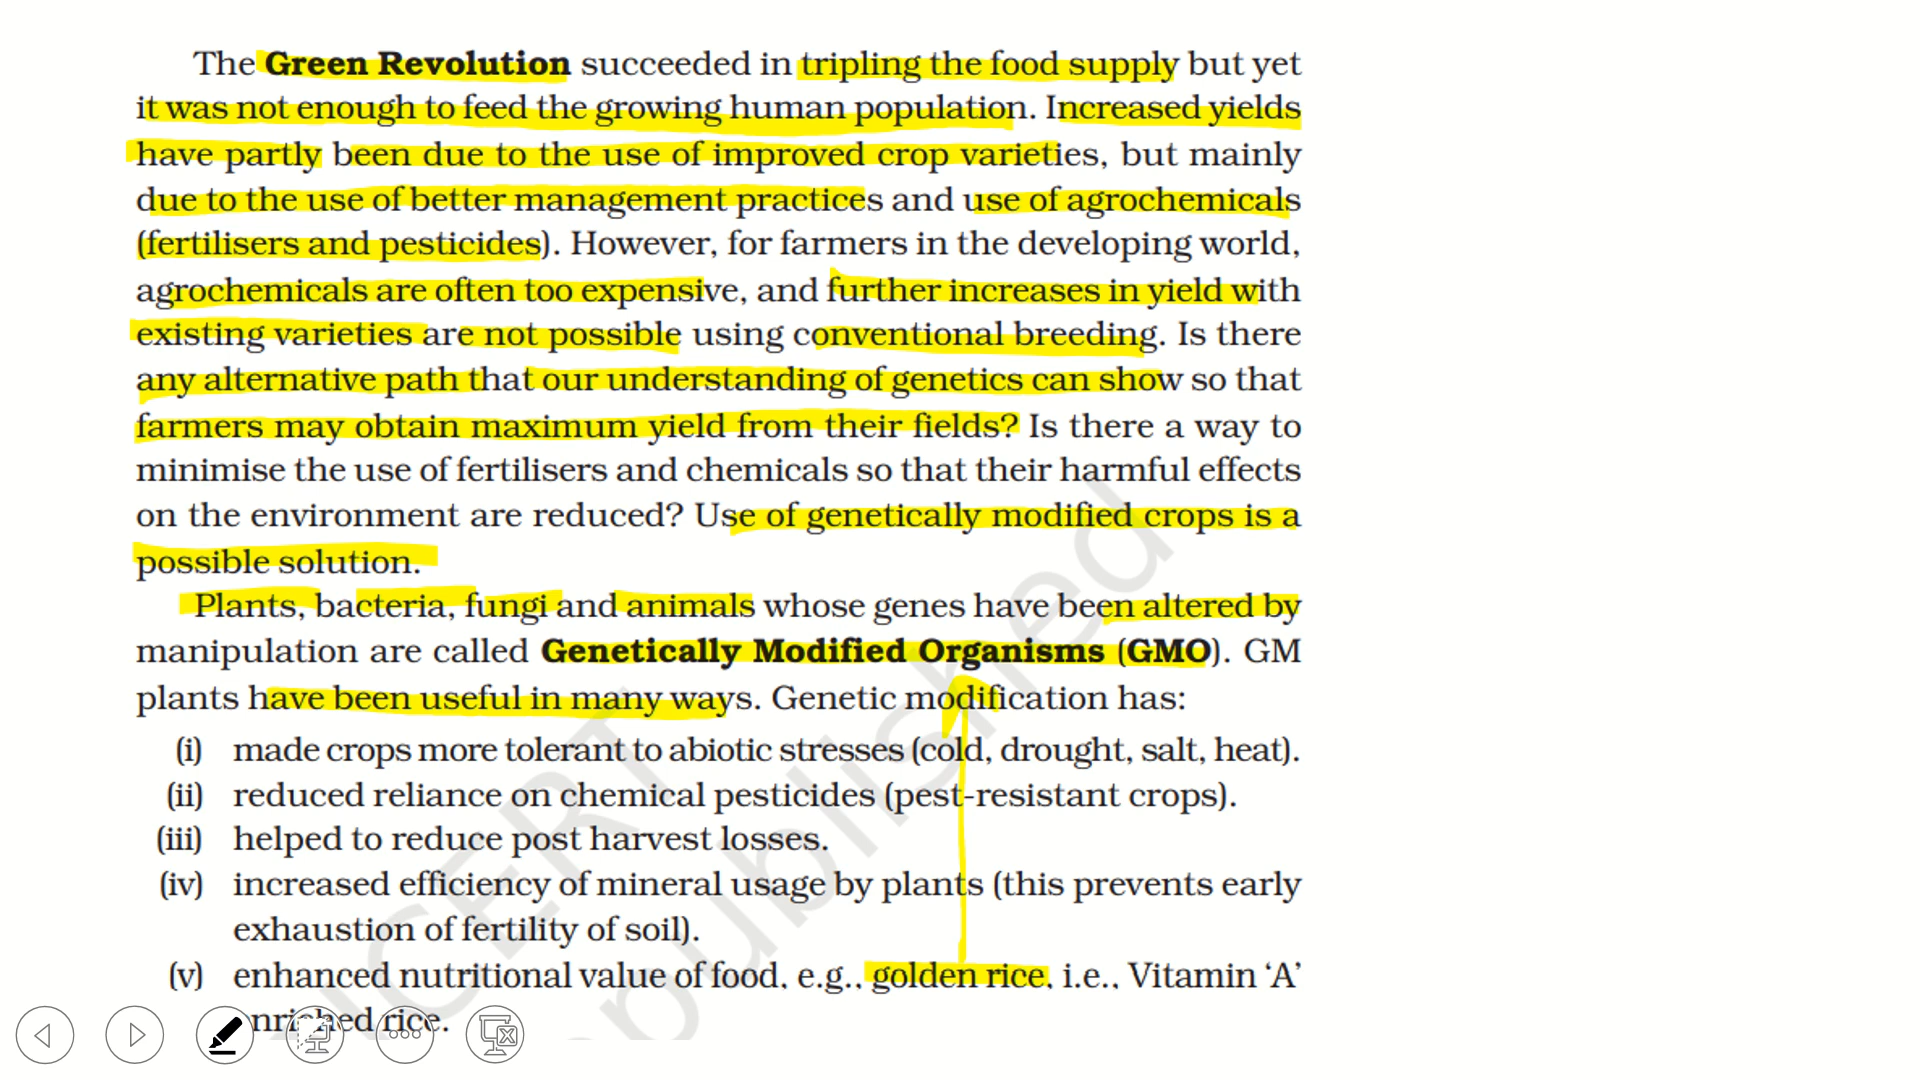 The Green Revolution succeeded in tripling the food supply but yet
it was not enough to feed the growing human population. Increased yields
have partly been due to the use of improved crop varieties, but mainly
due to the use of better management practices and use of agrochemicals
(fertilisers and pesticides). However, for farmers in the developing world,
agrochemicals are often too expensive, and further increases in yield with
existing varieties are not possible using conventional breeding. Is there
any alternative path that our understanding of genetics can show so that
farmers may obtain maximum yield from their fields? Is there a way to
minimise the use of fertilisers and chemicals so that their harmful effects
on the environment are reduced? Use of genetically modified crops is a
possible solution.
Plants, bacteria, fungi and animals whose genes have been altered by
manipulation are called Genetically Modified Organisms (GMO). GM
plants have been useful in many ways. Genetic modification has:
(i) made crops more tolerant to abiotic stresses (cold, drought, salt, heat).
(ii) reduced reliance on chemical pesticides (pest-resistant crops).
(iii) helped to reduce post harvest losses.
(iv) increased efficiency of mineral usage by plants (this prevents early
exhaustion of fertility of soil).
(v) enhanced nutritional value of food, e.g., golden rice, i.e., Vitamin ‘A’
enriched rice.
NCERT
published